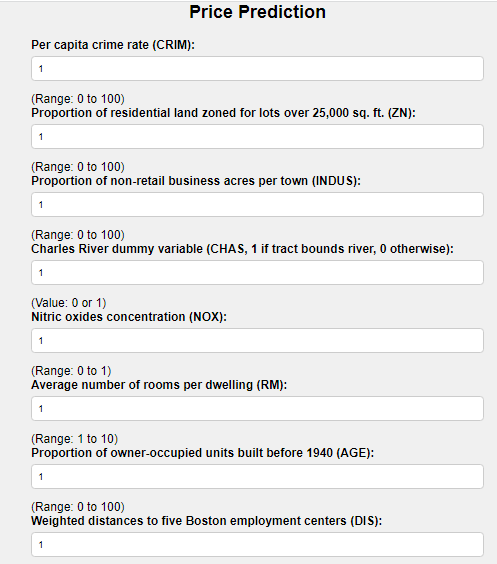 Price Prediction
Per capita crime rate (CRIM):
1
(Range: 0 to 100)
Proportion of residential land zoned for lots over 25,000 sq. ft. (ZN):
1
(Range: 0 to 100)
Proportion of non-retail business acres per town (INDUS):
1
(Range: 0 to 100)
Charles River dummy variable (CHAS, 1 if tract bounds river, 0 otherwise):
1
(Value: 0 or 1)
Nitric oxides concentration (NOX):
1
(Range: 0 to 1)
Average number of rooms per dwelling (RM):
1
(Range: 1 to 10)
Proportion of owner-occupied units built before 1940 (AGE):
1
(Range: 0 to 100)
Weighted distances to five Boston employment centers (DIS):
1